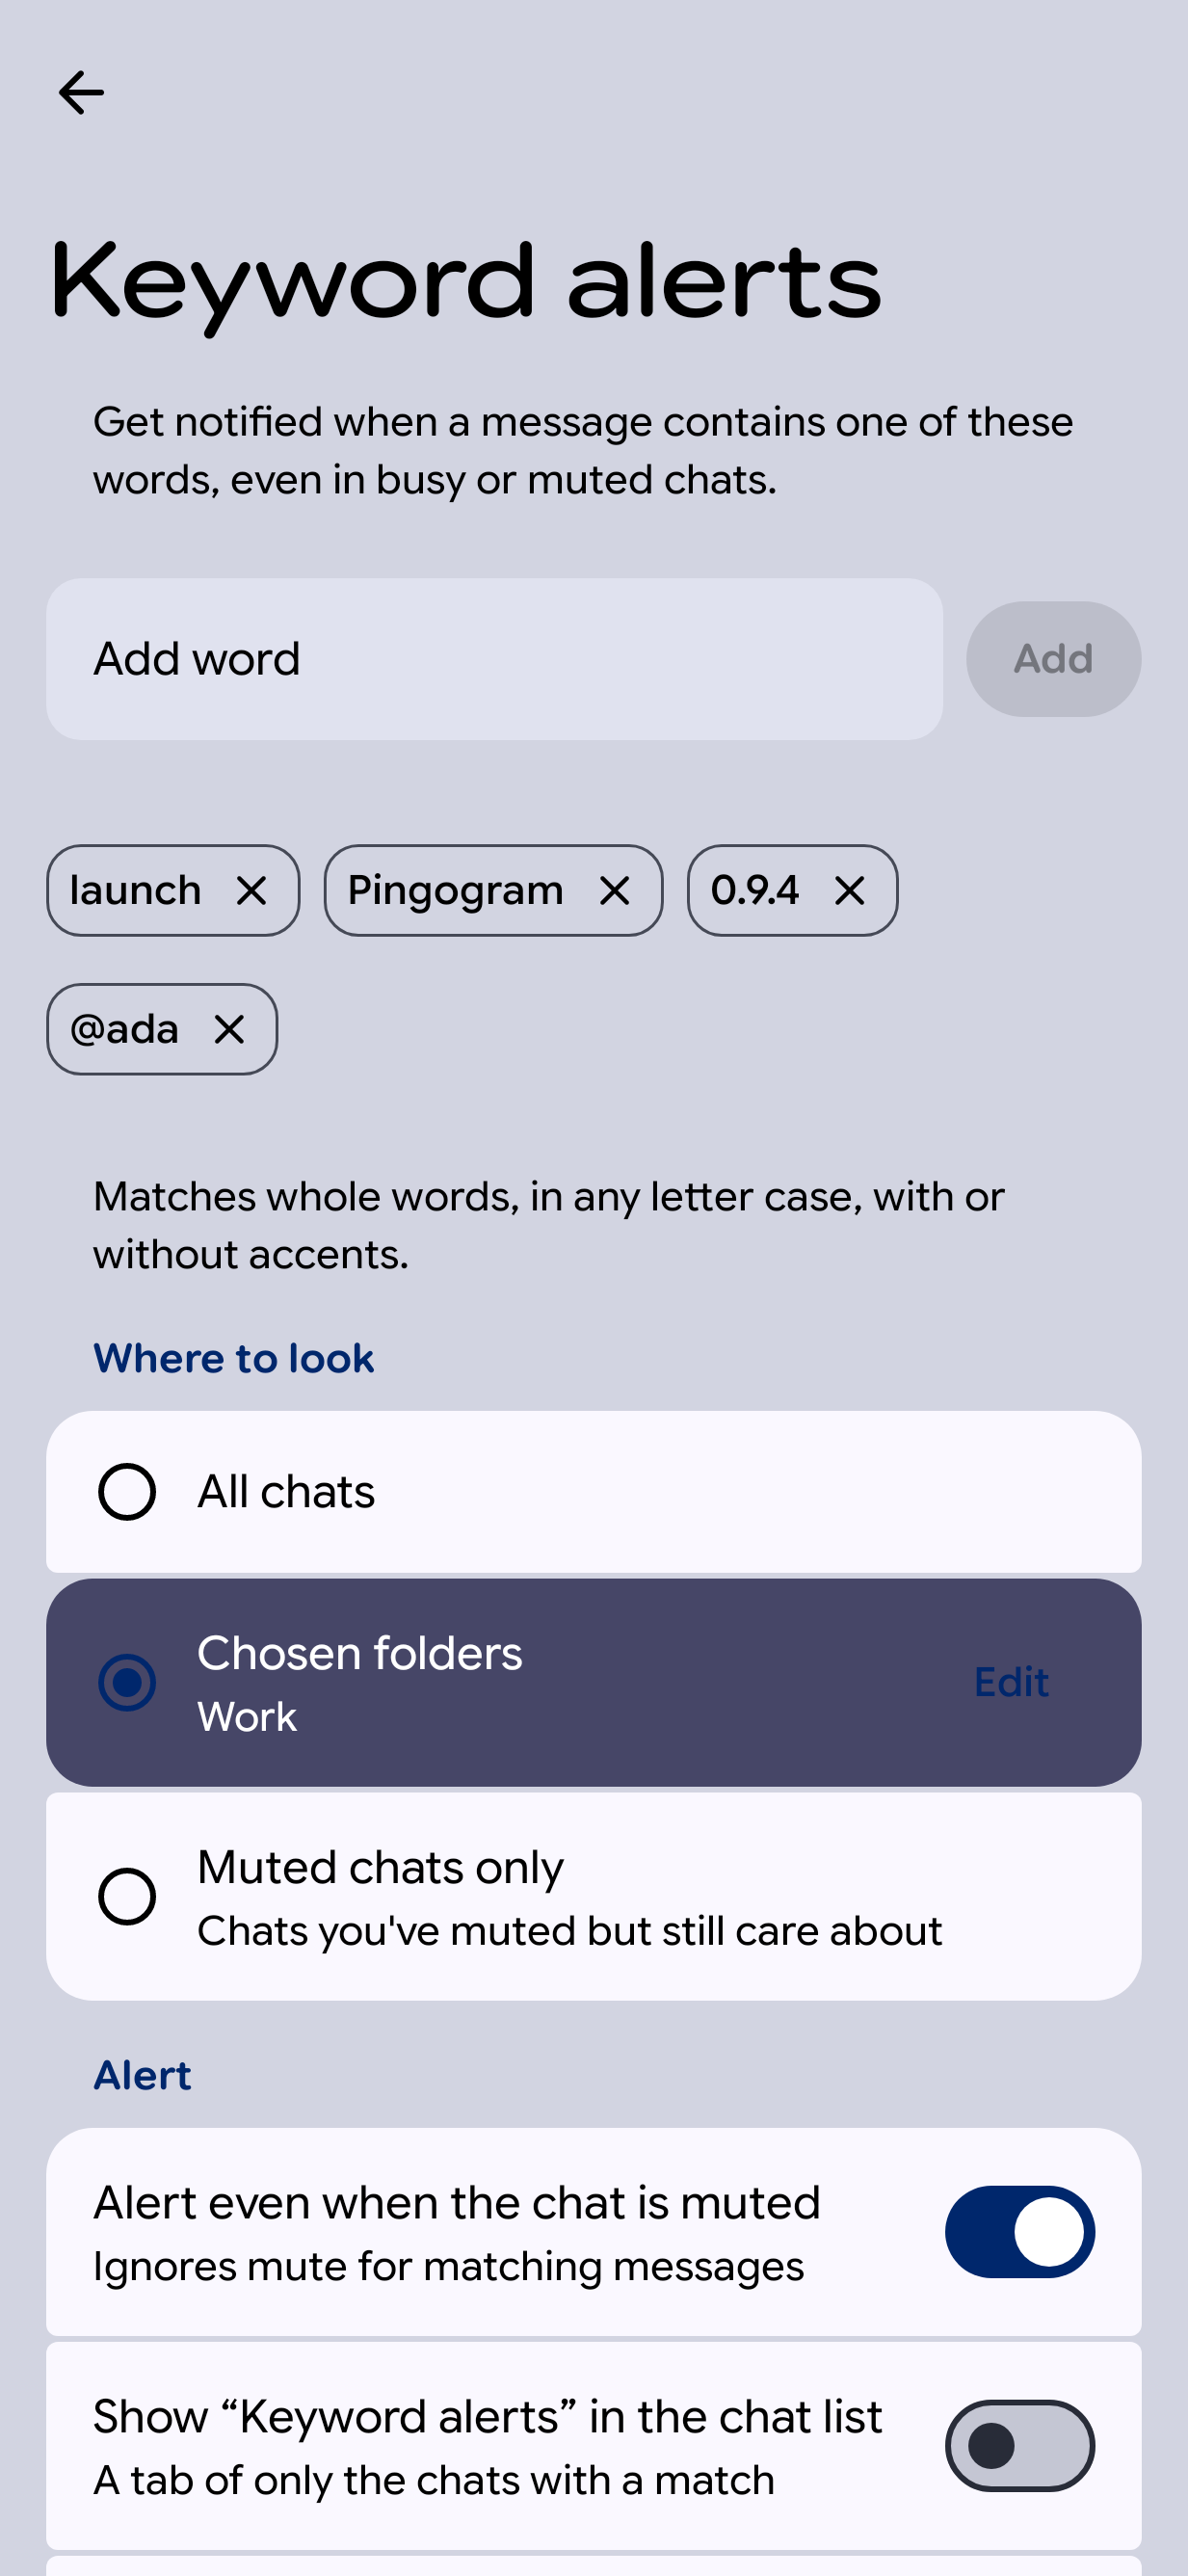 Keyword alerts
Get notified when a message contains one of these
words, even in busy or muted chats.
Add word
Add
launch
Pingogram
0.9.4
@ada
Matches whole words, in any letter case, with or
without accents.
Where to look
All chats
Chosen folders
Work
Edit
Muted chats only
Chats you've muted but still care about
Alert
Alert even when the chat is muted
Ignores mute for matching messages
Show “Keyword alerts” in the chat list
A tab of only the chats with a match